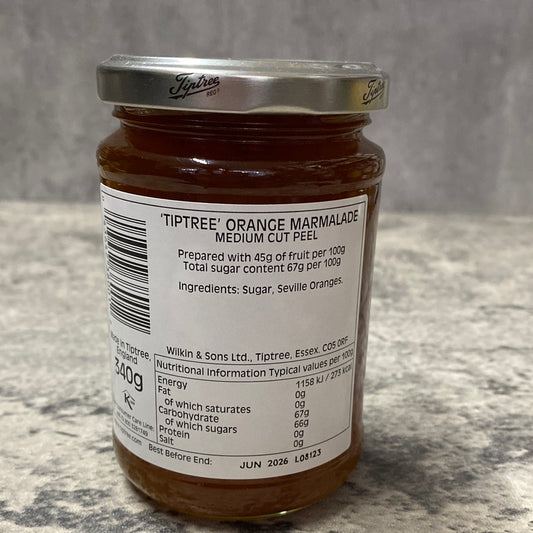 Tiptree
REGD
Tiptree
'TIPTREE' ORANGE MARMALADE
MEDIUM CUT PEEL
Prepared with 45g of fruit per 100g
Total sugar content 67g per 100g
Ingredients: Sugar, Seville Oranges.
Wilkin & Sons Ltd., Tiptree, Essex. CO5 0RF
Made in Tiptree,
England
340g
K
Nutritional Information Typical values per 100g
Energy 1158 kJ / 273 kcal
Fat 0g
of which saturates 0g
Carbohydrate 67g
of which sugars 66g
Protein 0g
Salt 0g
Care Line:
Best Before End: JUN 2026 L08123